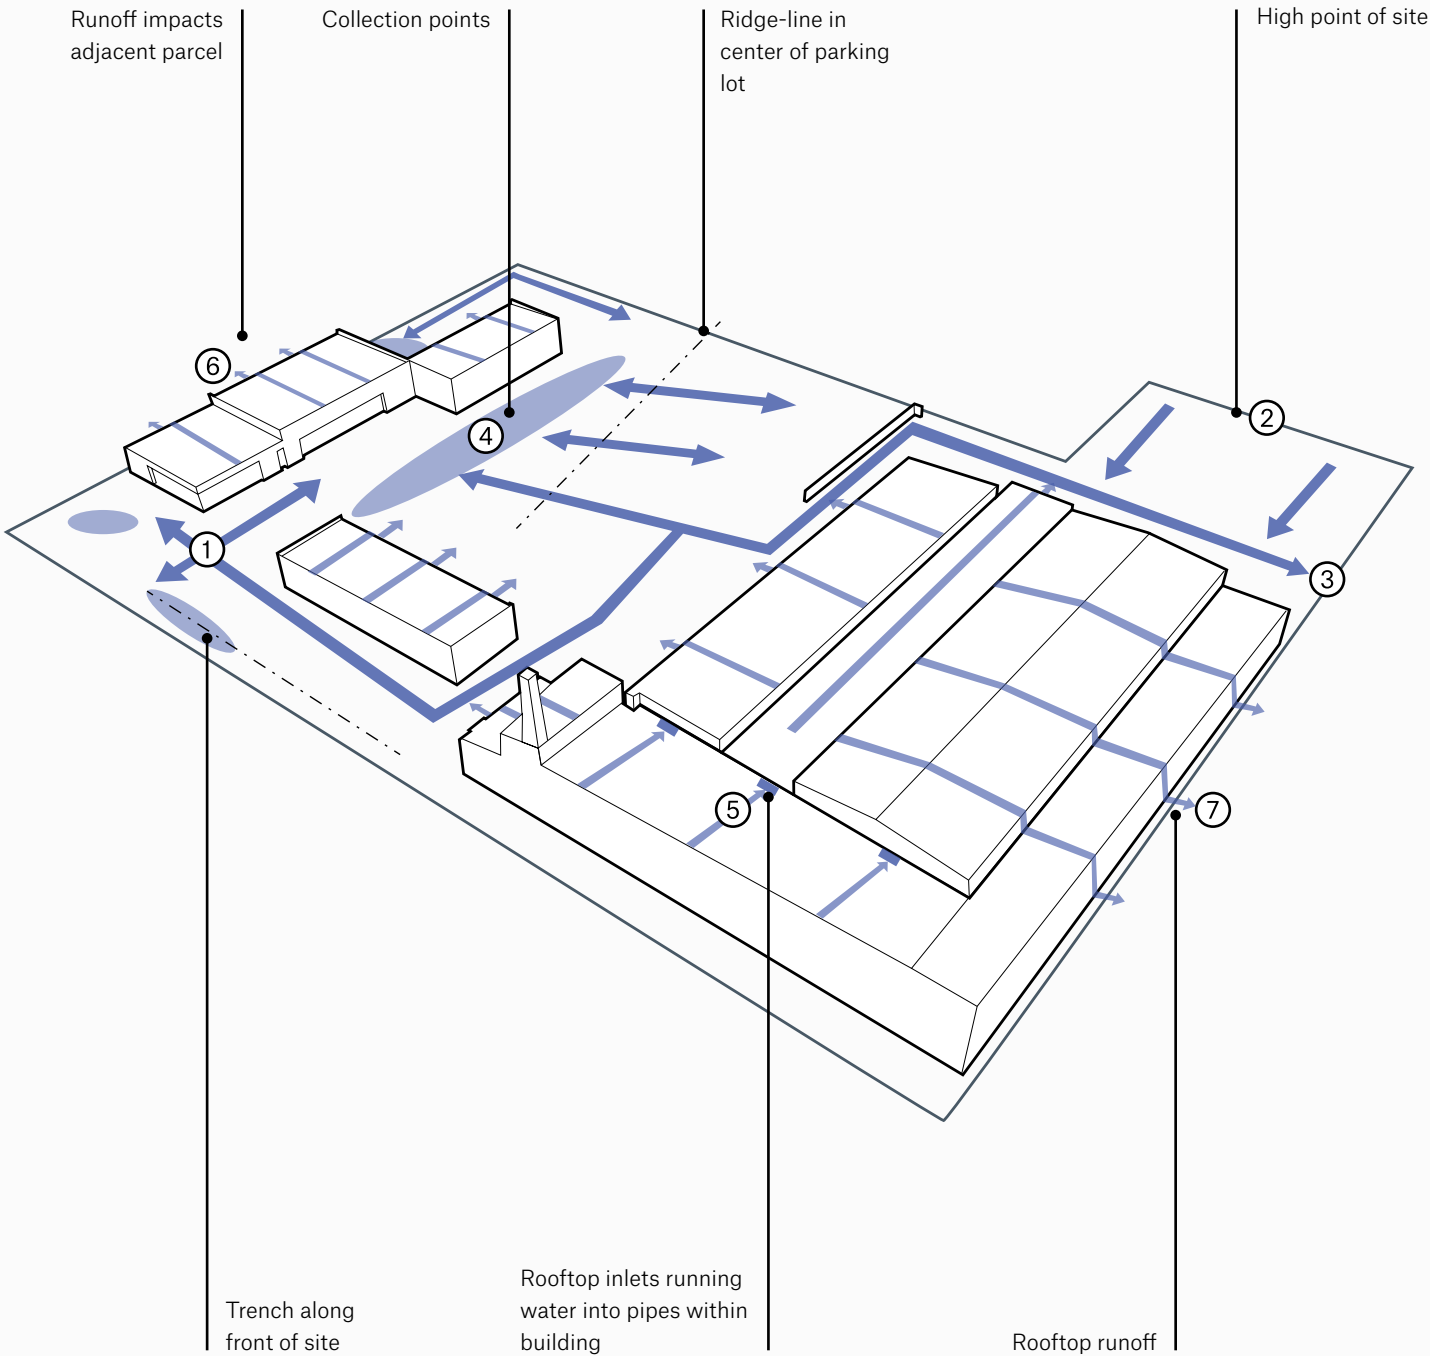 Runoff impacts
adjacent parcel
Collection points
Ridge-line in
center of parking
lot
High point of site
6
2
4
1
3
5
7
Trench along
front of site
Rooftop inlets running
water into pipes within
building
Rooftop runoff